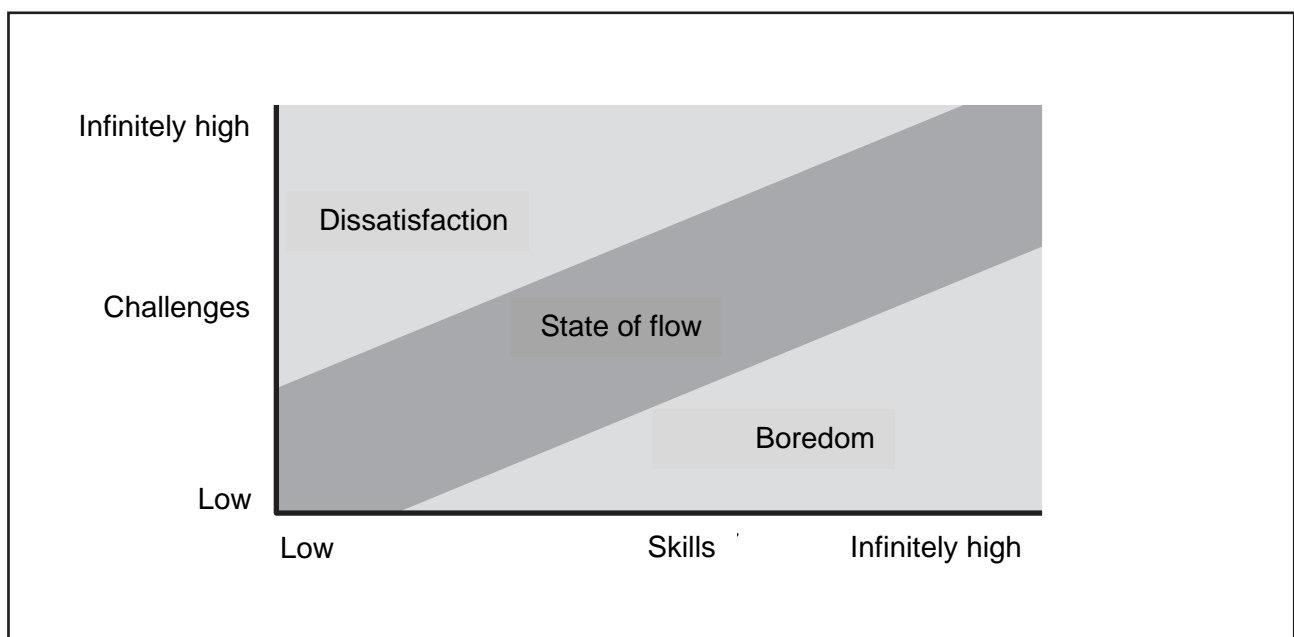 Infinitely high
Dissatisfaction
Challenges
State of flow
Boredom
Low
Low Skills Infinitely high